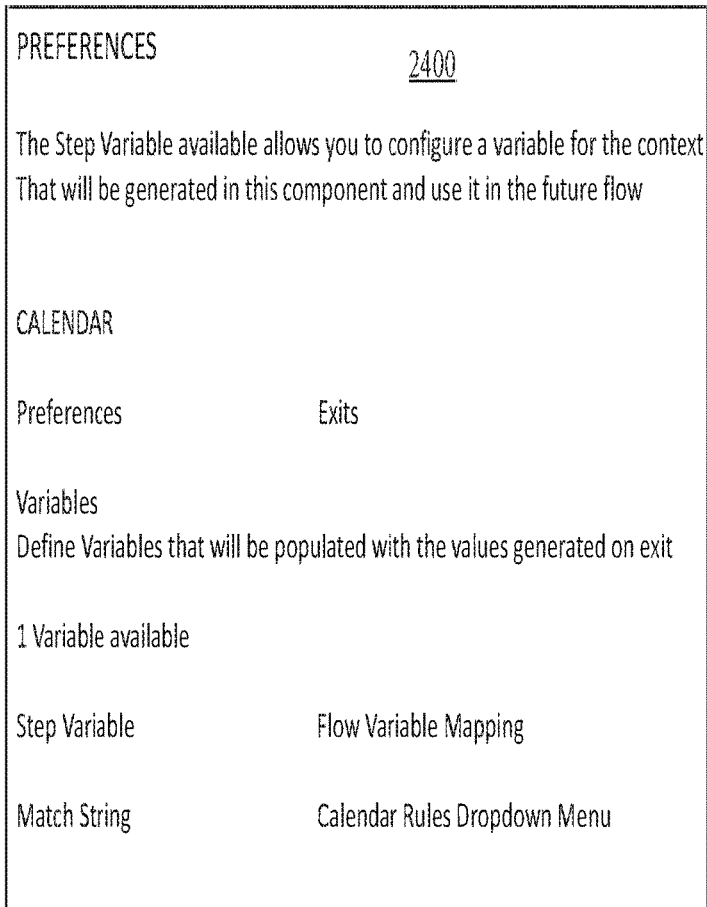 PREFERENCES
2400
The Step Variable available allows you to configure a variable for the context
That will be generated in this component and use it in the future flow
CALENDAR
Preferences Exits
Variables
Define Variables that will be populated with the values generated on exit
1 Variable available
Step Variable Flow Variable Mapping
Match String Calendar Rules Dropdown Menu